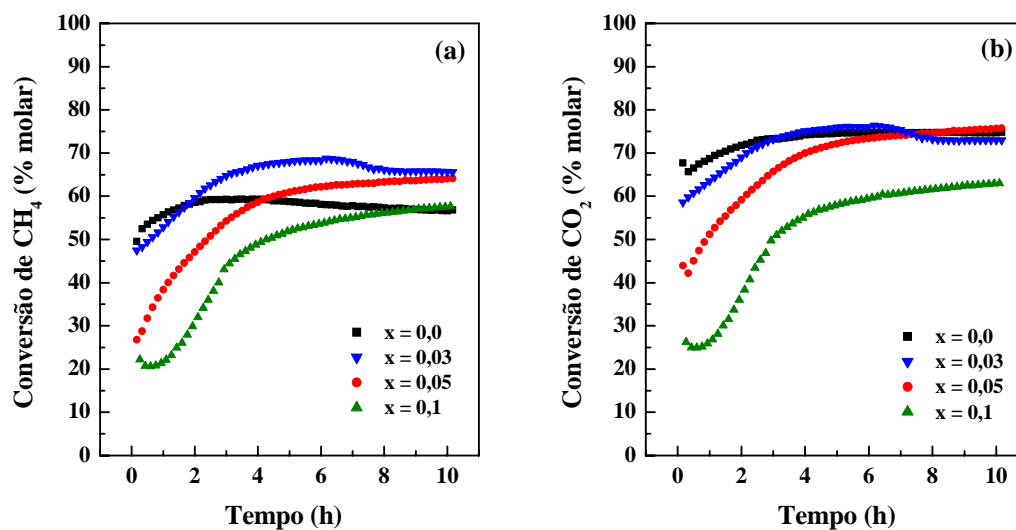 (a)
Conversão de CH4 (% molar)
100
90
80
70
60
50
40
30
20
10
0
x = 0,0
x = 0,03
x = 0,05
x = 0,1
0 2 4 6 8 10
Tempo (h)
(b)
Conversão de CO2 (% molar)
100
90
80
70
60
50
40
30
20
10
0
x = 0,0
x = 0,03
x = 0,05
x = 0,1
0 2 4 6 8 10
Tempo (h)